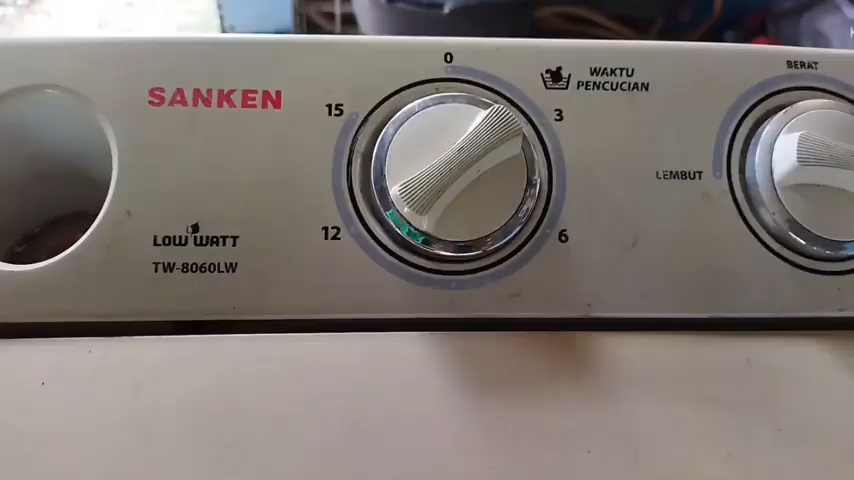 SANKEN
LOW WATT
TW-8060LW
0
3
6
12
15
WAKTU
PENCUCIAN
BERAT
LEMBUT